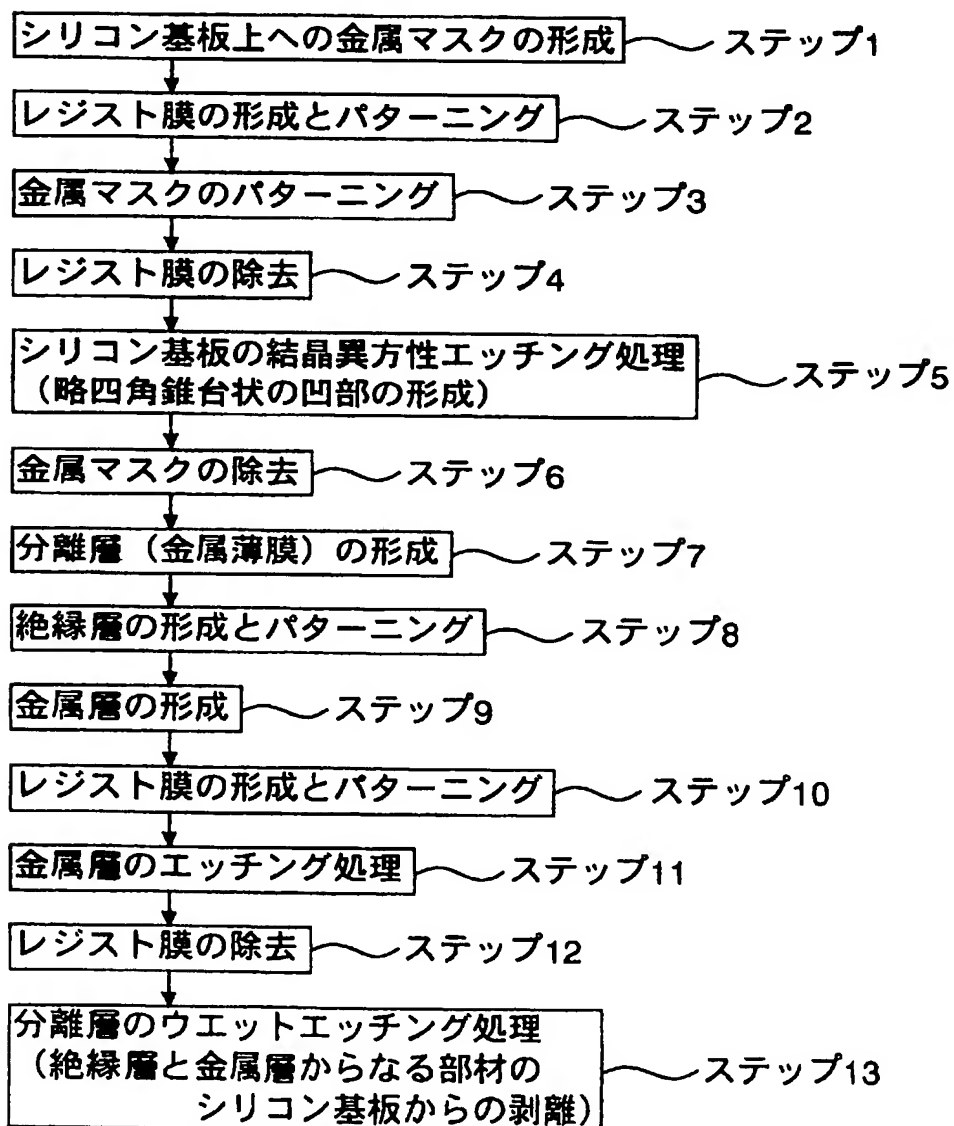 シリコン基板上への金属マスクの形成 ステップ1
レジスト膜の形成とパターニング ステップ2
金属マスクのパターニング ステップ3
レジスト膜の除去 ステップ4
シリコン基板の結晶異方性エッチング処理
(略四角錐台状の凹部の形成) ステップ5
金属マスクの除去 ステップ6
分離層(金属薄膜)の形成 ステップ7
絶縁層の形成とパターニング ステップ8
金属層の形成 ステップ9
レジスト膜の形成とパターニング ステップ10
金属層のエッチング処理 ステップ11
レジスト膜の除去 ステップ12
分離層のウエットエッチング処理
(絶縁層と金属層からなる部材の ステップ13
シリコン基板からの剥離)